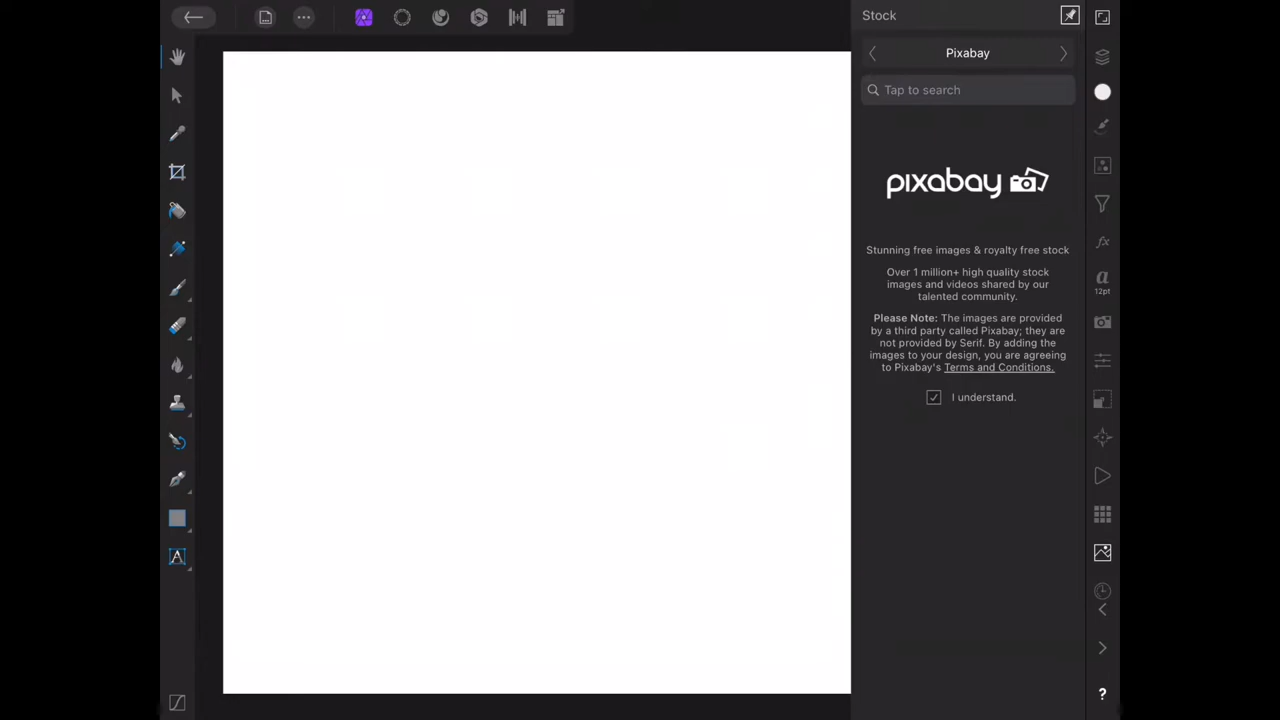 Stock
Pixabay
Tap to search
pixabay
Stunning free images & royalty free stock
Over 1 million+ high quality stock
images and videos shared by our
talented community.
Please Note: The images are provided
by a third party called Pixabay; they are
not provided by Serif. By adding the
images to your design, you are agreeing
to Pixabay's Terms and Conditions.
I understand.
fx
a
12pt
A
?